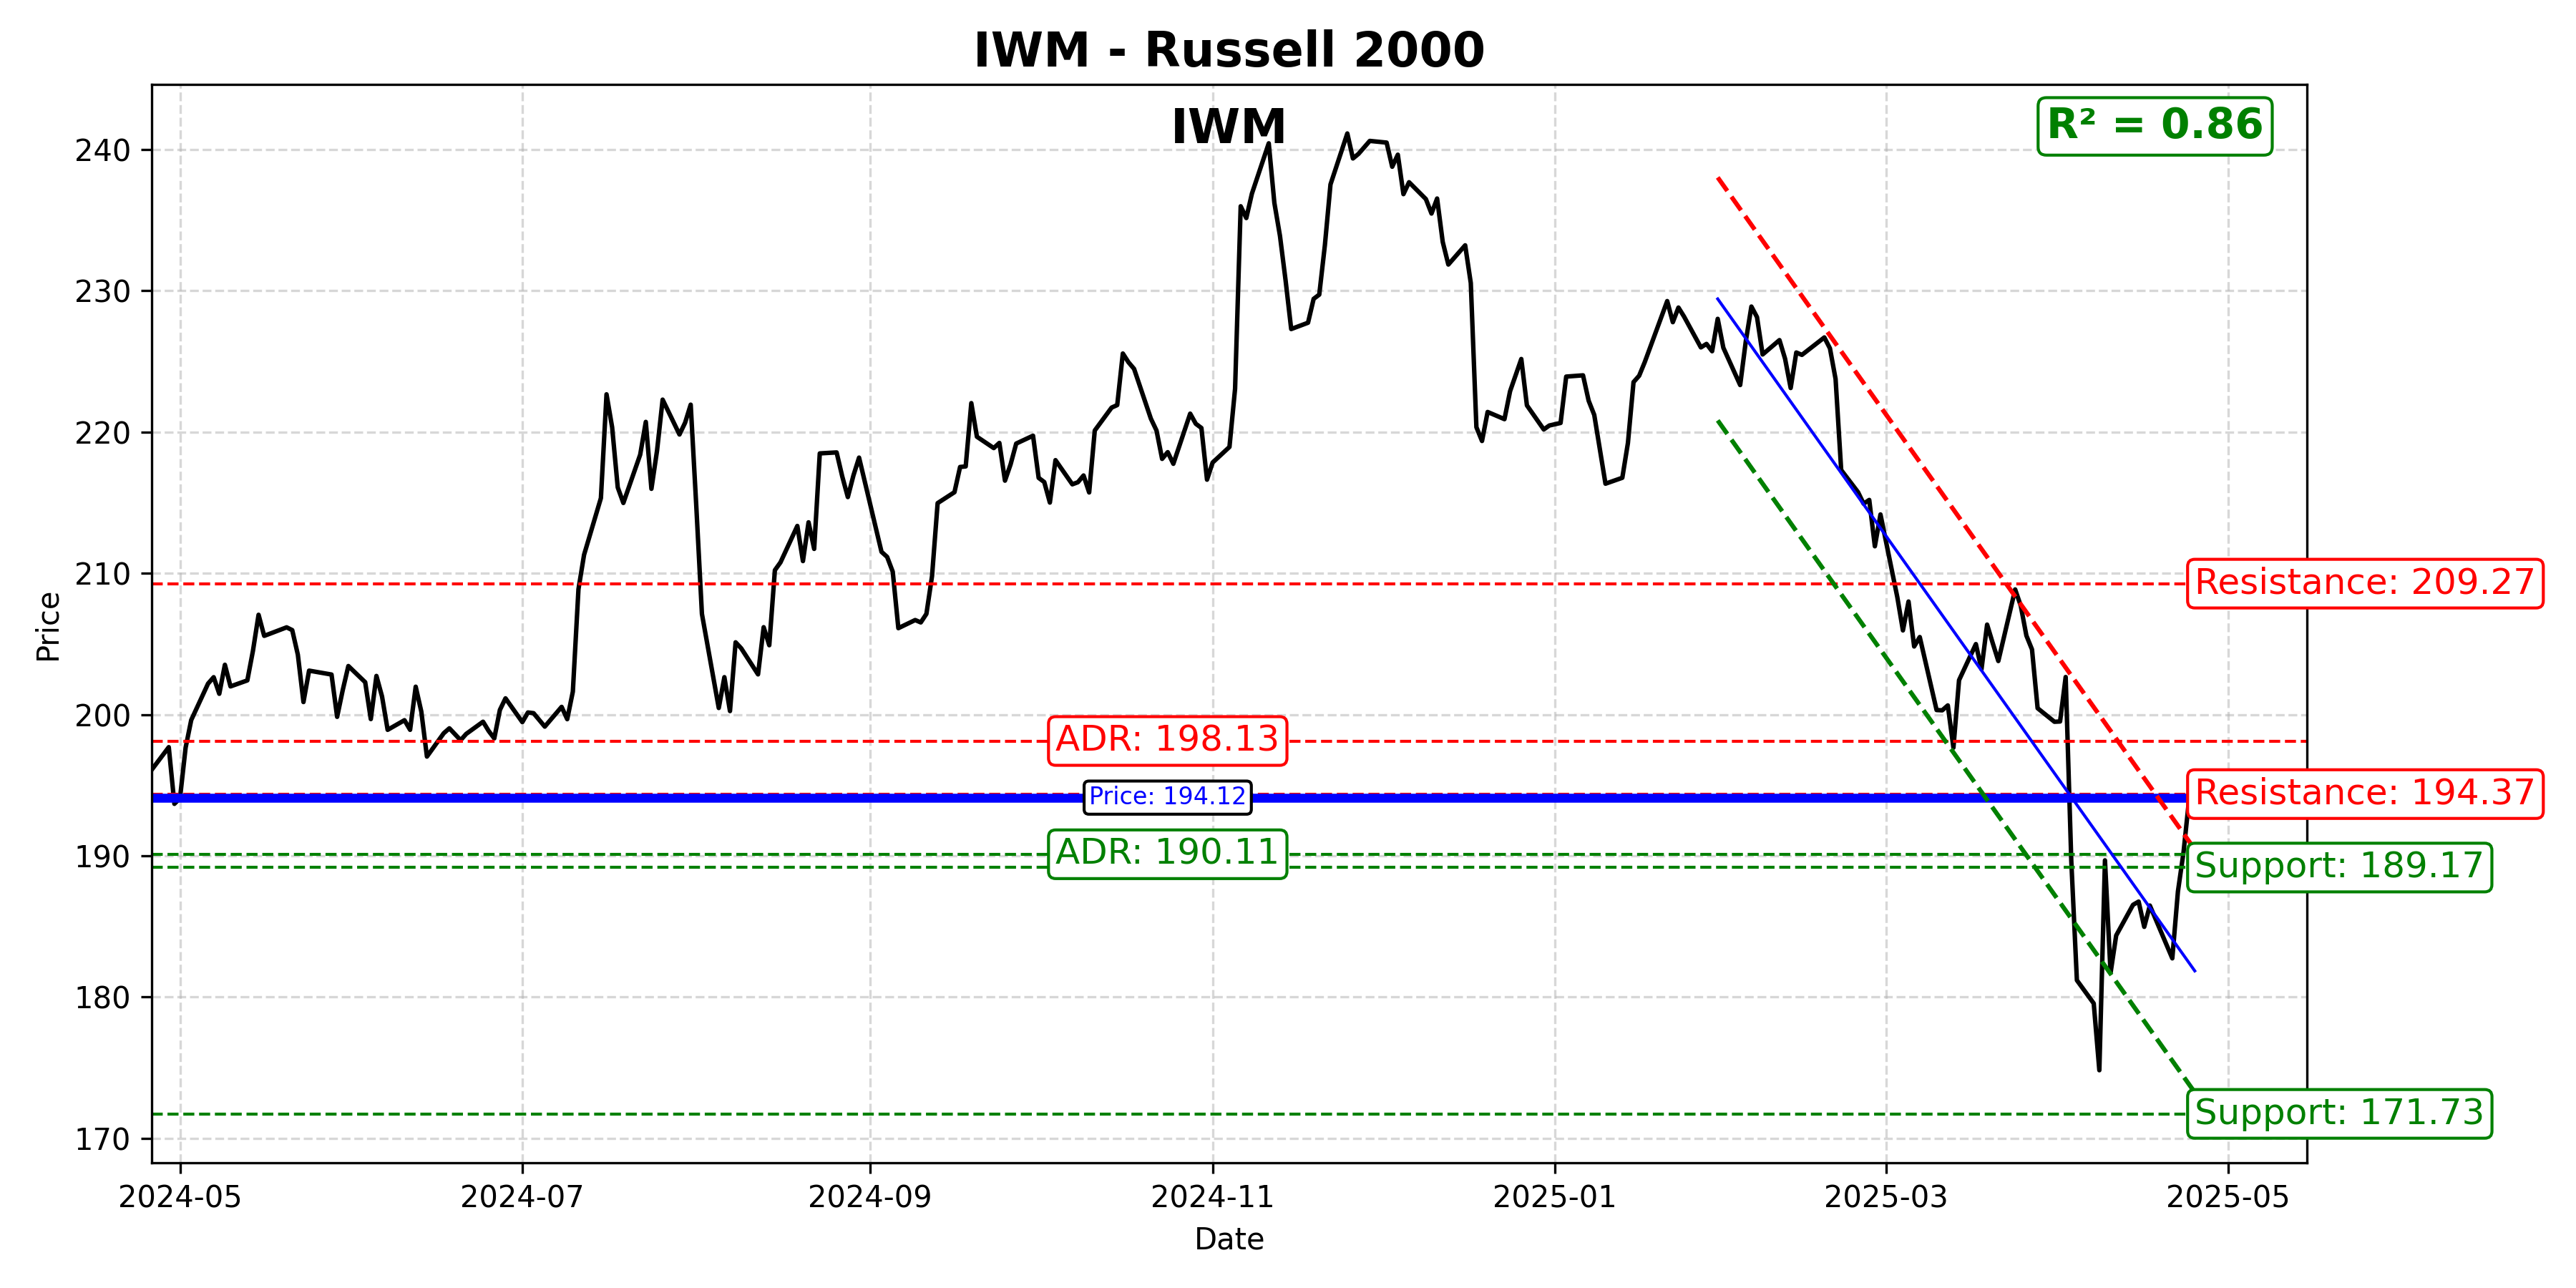 IWM - Russell 2000
IWM
R² = 0.86
240
230
220
210
200
190
180
170
Price
Resistance: 209.27
ADR: 198.13
Price: 194.12
Resistance: 194.37
ADR: 190.11
Support: 189.17
Support: 171.73
2024-05
2024-07
2024-09
2024-11
2025-01
2025-03
2025-05
Date